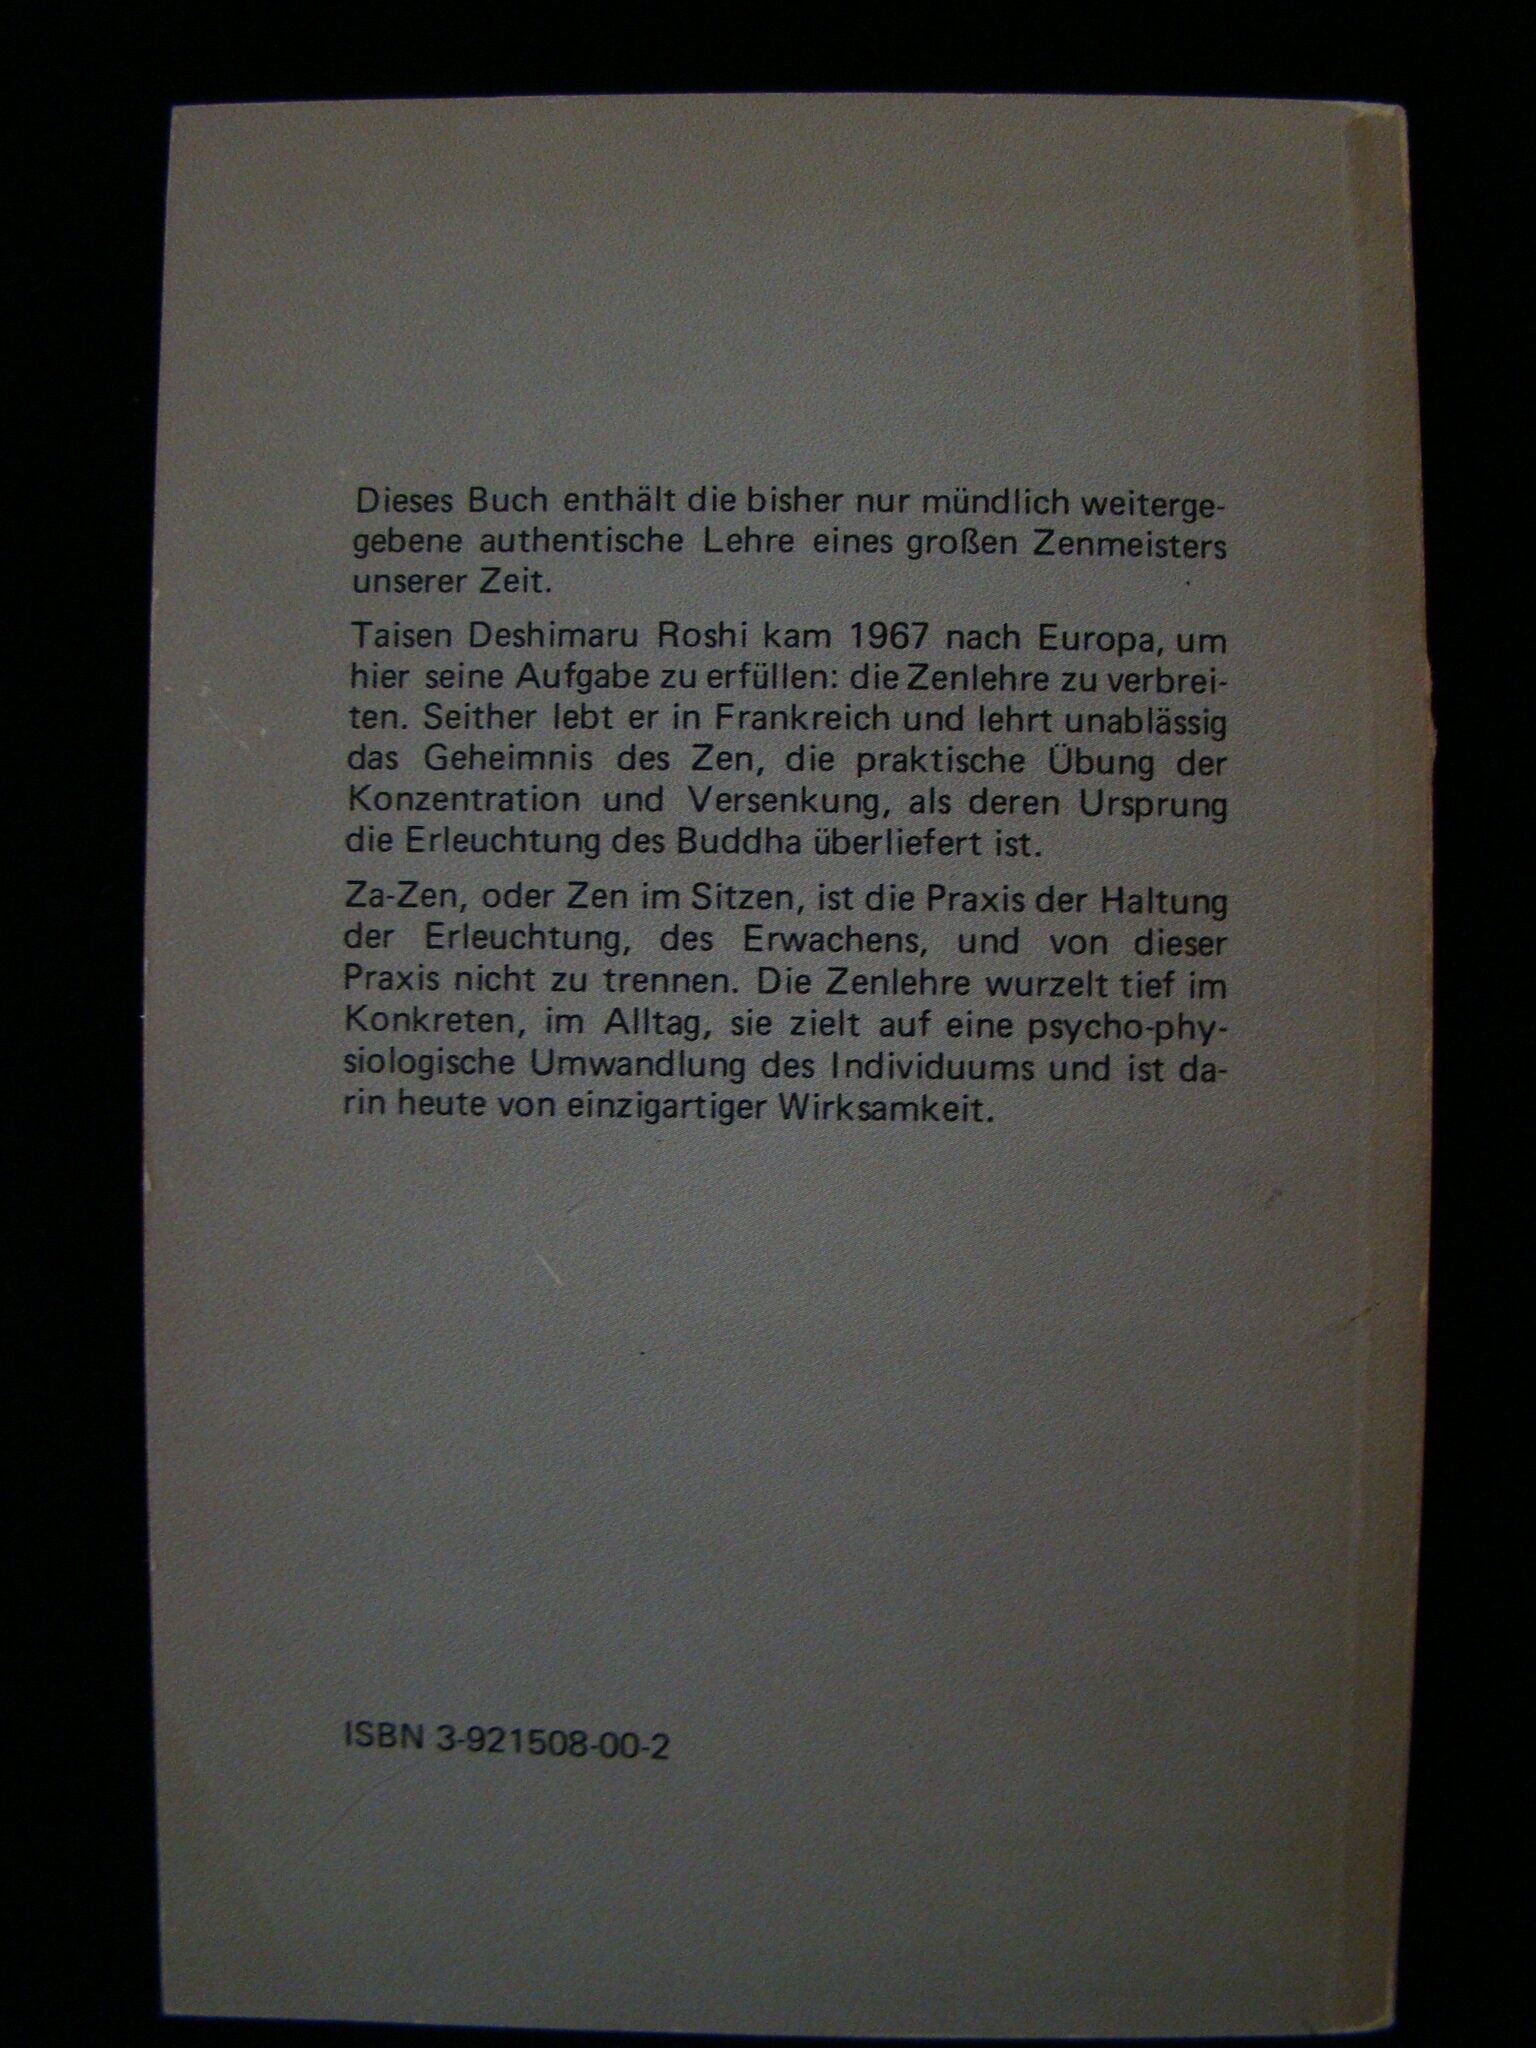 Dieses Buch enthält die bisher nur mündlich weiterge-
gebene authentische Lehre eines großen Zenmeisters
unserer Zeit.
Taisen Deshimaru Roshi kam 1967 nach Europa, um
hier seine Aufgabe zu erfüllen: die Zenlehre zu verbrei-
ten. Seither lebt er in Frankreich und lehrt unablässig
das Geheimnis des Zen, die praktische Übung der
Konzentration und Versenkung, als deren Ursprung
die Erleuchtung des Buddha überliefert ist.
Za-Zen, oder Zen im Sitzen, ist die Praxis der Haltung
der Erleuchtung, des Erwachens, und von dieser
Praxis nicht zu trennen. Die Zenlehre wurzelt tief im
Konkreten, im Alltag, sie zielt auf eine psycho-phy-
siologische Umwandlung des Individuums und ist da-
rin heute von einzigartiger Wirksamkeit.
ISBN 3-921508-00-2